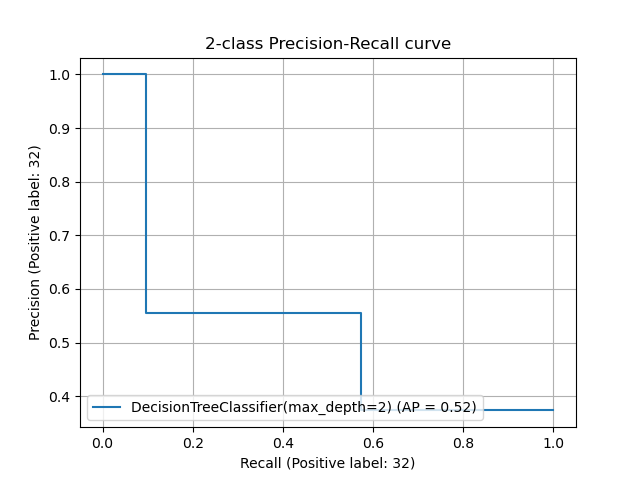 2-class Precision-Recall curve
1.0
0.9
0.8
0.7
0.6
0.5
0.4
Precision (Positive label: 32)
DecisionTreeClassifier(max_depth=2) (AP = 0.52)
0.0 0.2 0.4 0.6 0.8 1.0
Recall (Positive label: 32)